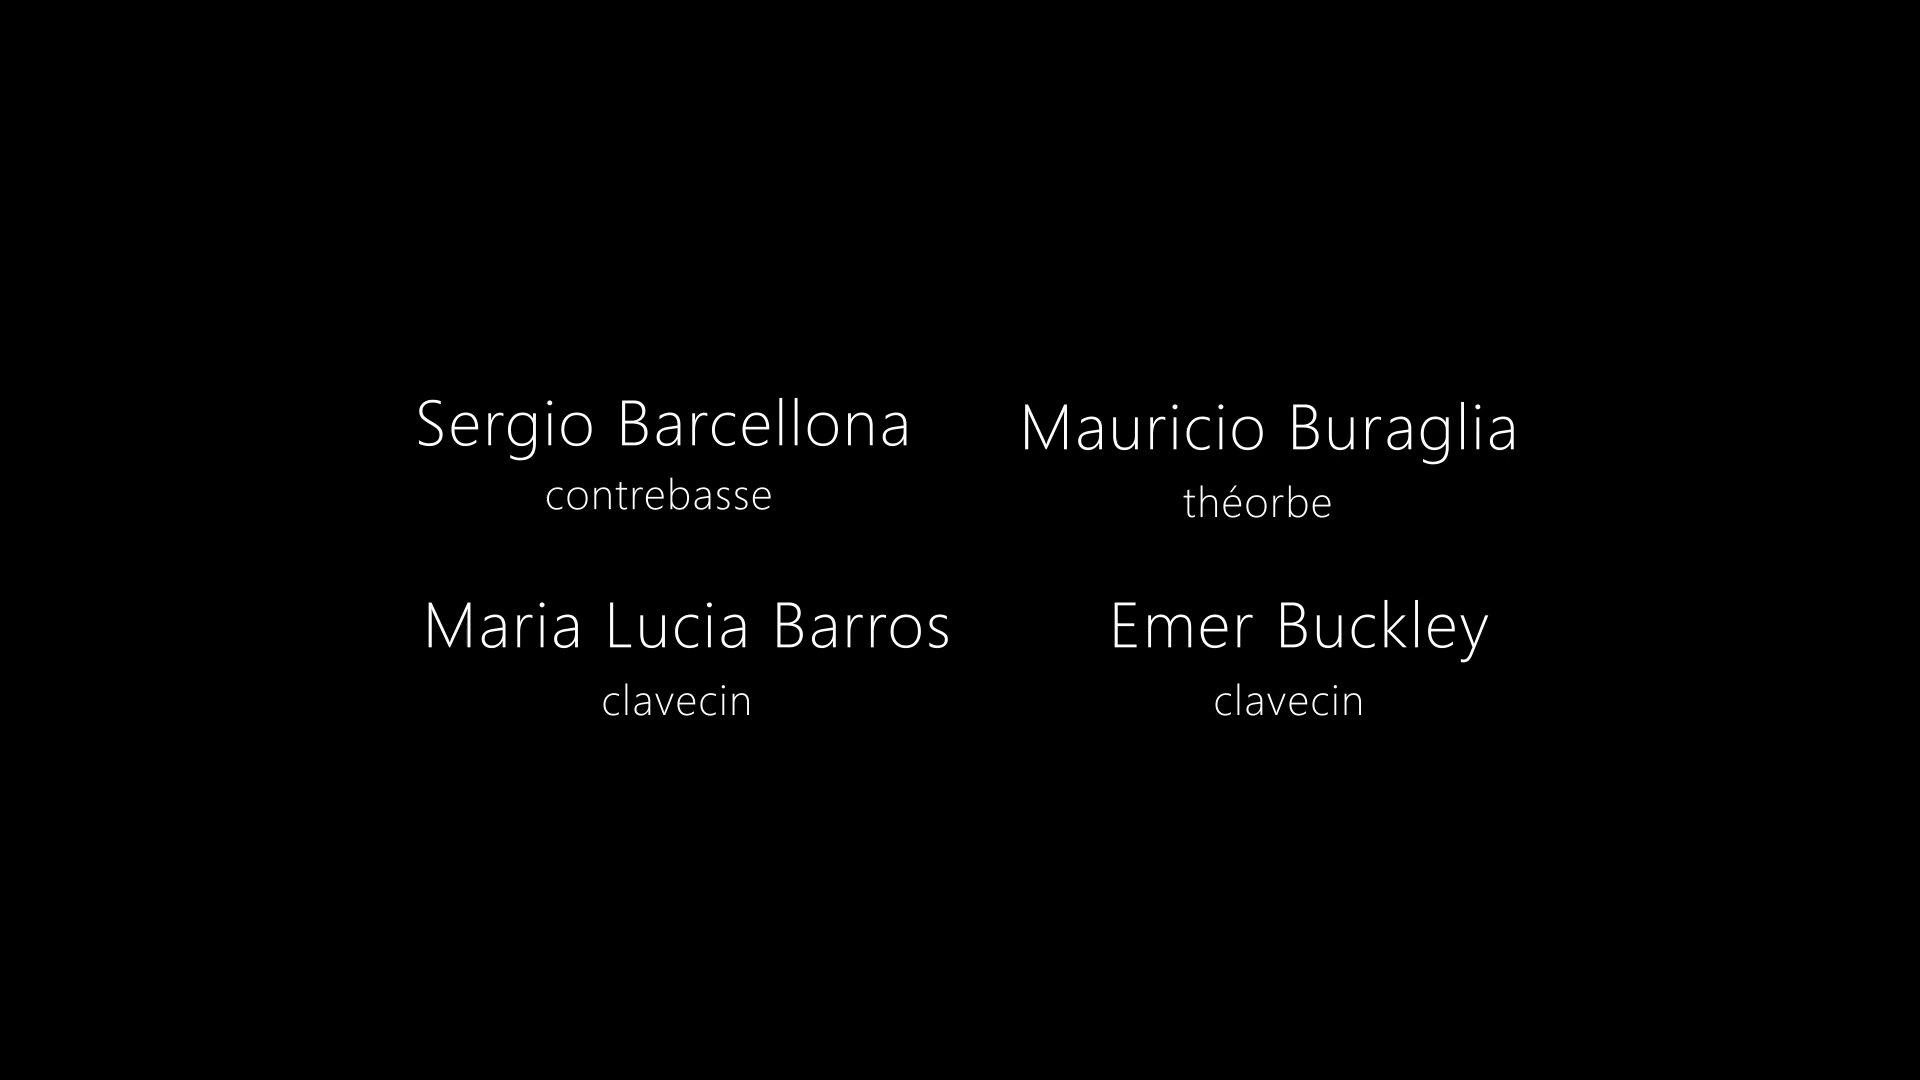 Sergio Barcellona
contrebasse
Mauricio Buraglia
théorbe
Maria Lucia Barros
clavecin
Emer Buckley
clavecin